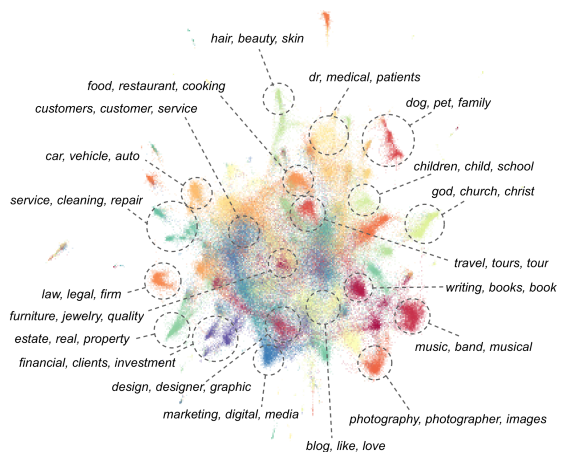 hair, beauty, skin
dr, medical, patients
food, restaurant, cooking
dog, pet, family
customers, customer, service
car, vehicle, auto
children, child, school
god, church, christ
service, cleaning, repair
travel, tours, tour
writing, books, book
law, legal, firm
furniture, jewelry, quality
estate, real, property
music, band, musical
financial, clients, investment
design, designer, graphic
marketing, digital, media
photography, photographer, images
blog, like, love